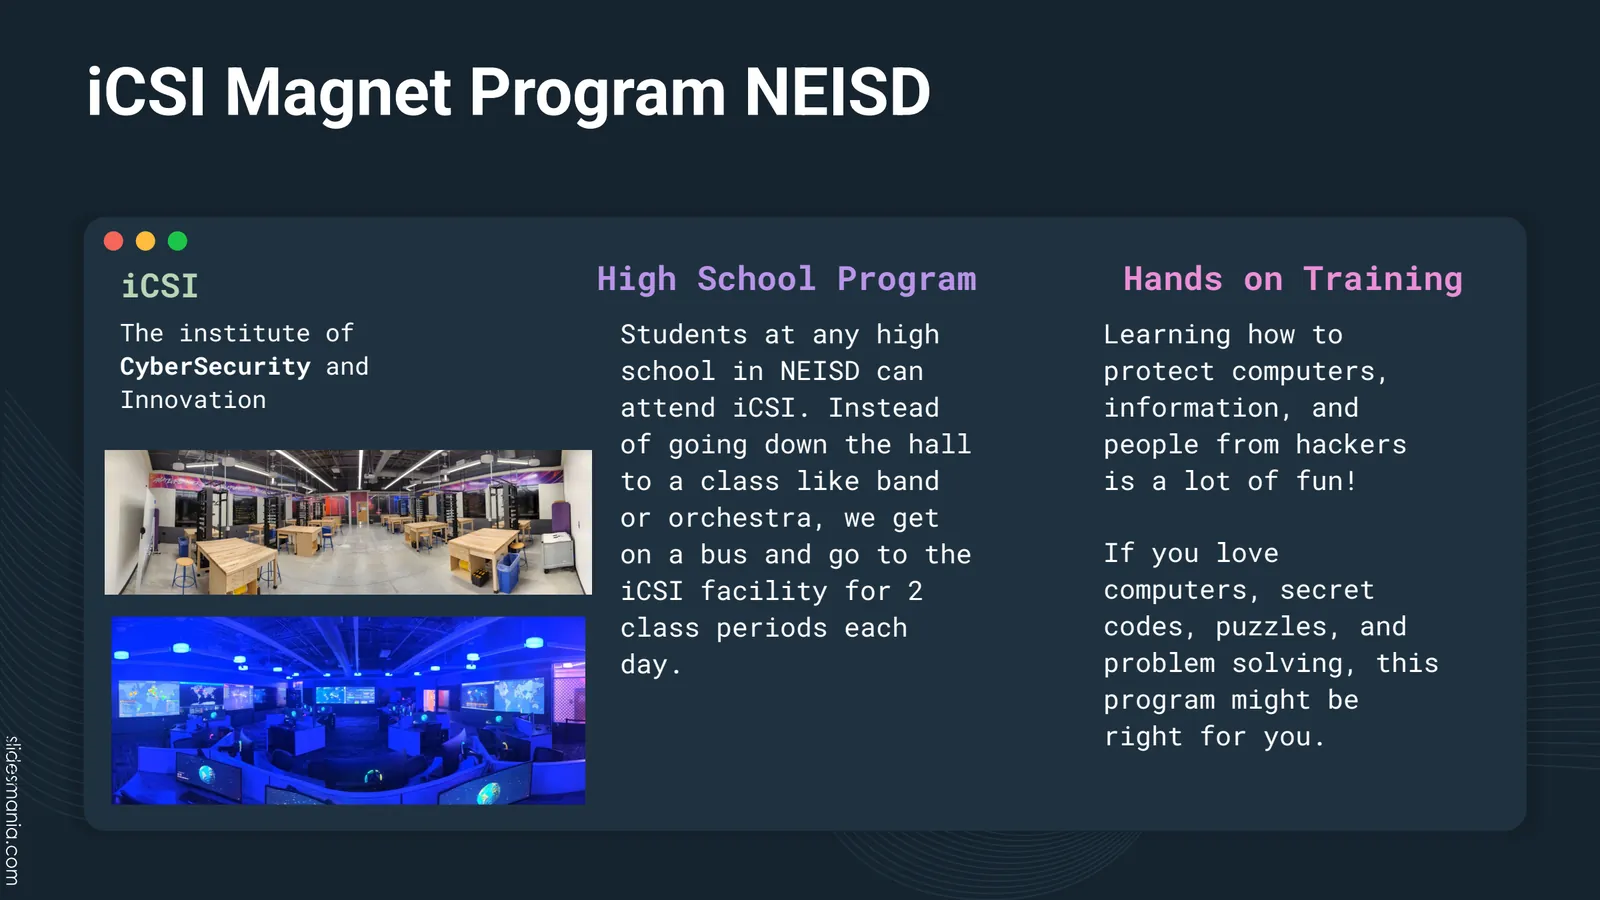 iCSI Magnet Program NEISD
iCSI
The institute of
CyberSecurity and
Innovation
High School Program
Students at any high
school in NEISD can
attend iCSI. Instead
of going down the hall
to a class like band
or orchestra, we get
on a bus and go to the
iCSI facility for 2
class periods each
day.
Hands on Training
Learning how to
protect computers,
information, and
people from hackers
is a lot of fun!
If you love
computers, secret
codes, puzzles, and
problem solving, this
program might be
right for you.
slidesmania.com